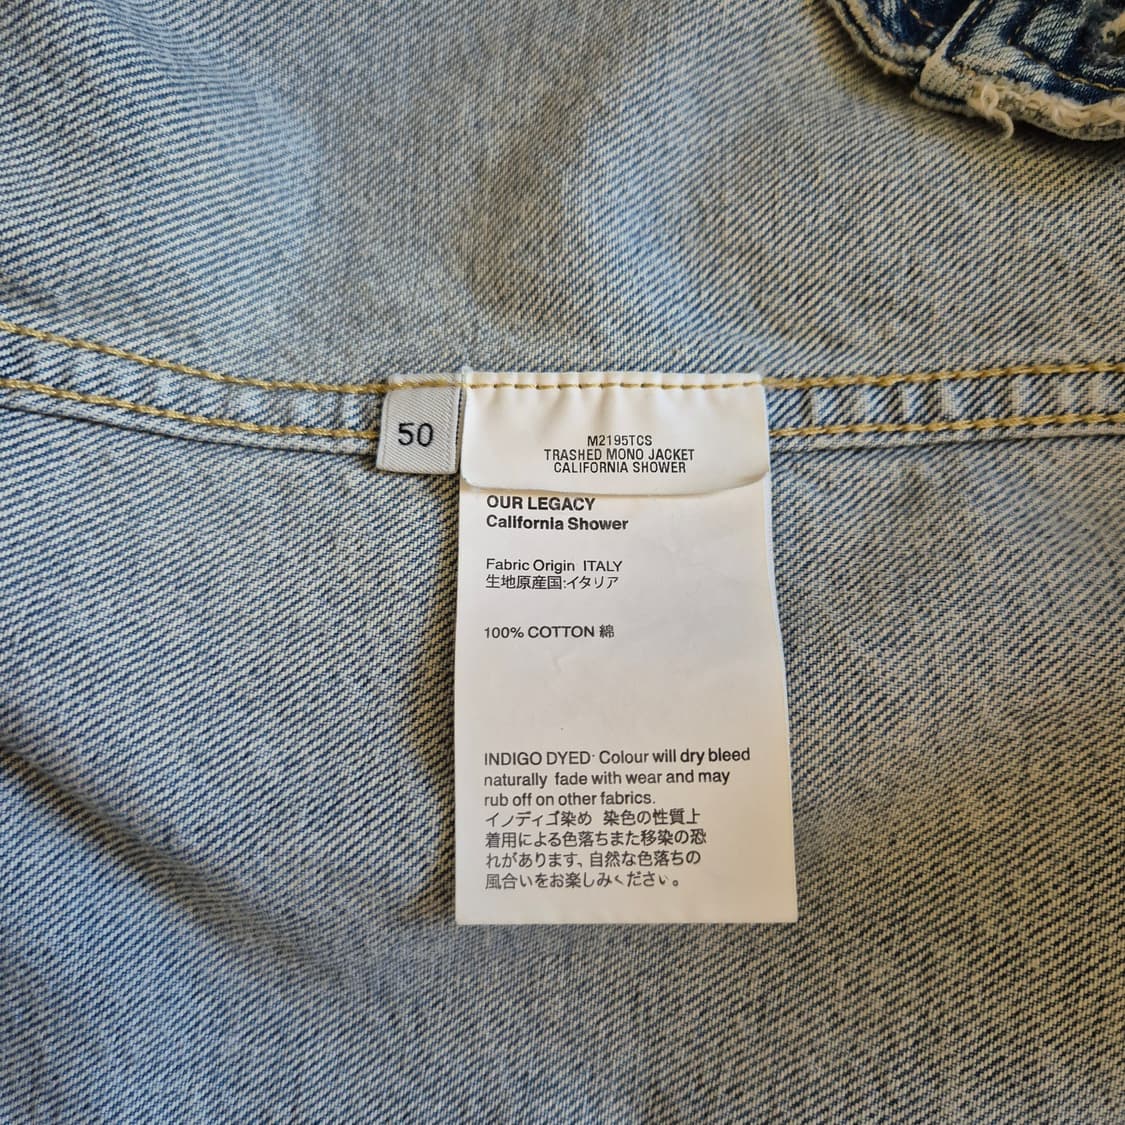 50
M2195TCS
TRASHED MONO JACKET
CALIFORNIA SHOWER
OUR LEGACY
California Shower
Fabric Origin ITALY
生地原産国:イタリア
100% COTTON 綿
INDIGO DYED· Colour will dry bleed
naturally fade with wear and may
rub off on other fabrics.
イノディゴ染め 染色の性質上
着用による色落ちまた移染の恐
れがあります、自然な色落ちの
風合いをお楽しみください。